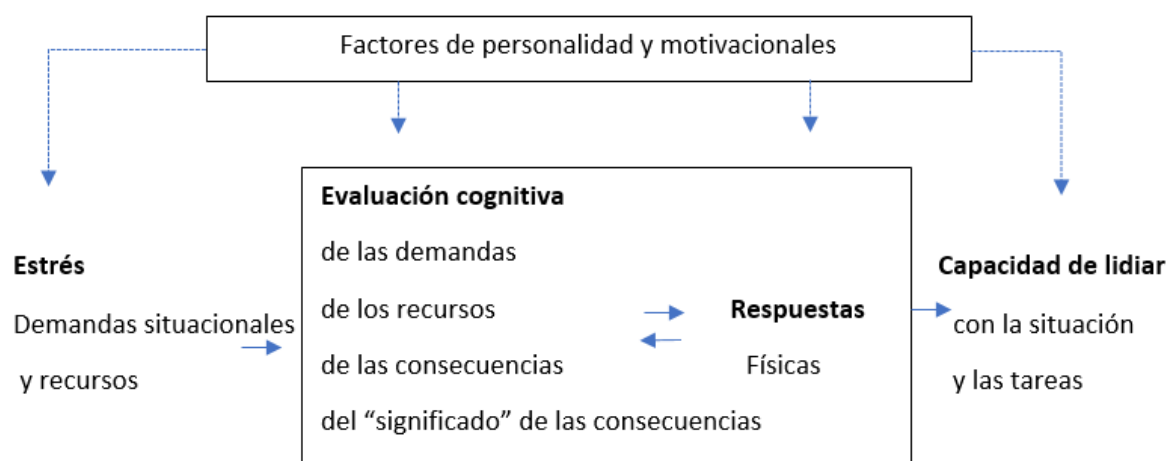 Factores de personalidad y motivacionales
Estrés
Demandas situacionales
y recursos
Evaluación cognitiva
de las demandas
de los recursos
de las consecuencias
del “significado” de las consecuencias
Respuestas
Físicas
Capacidad de lidiar
con la situación
y las tareas